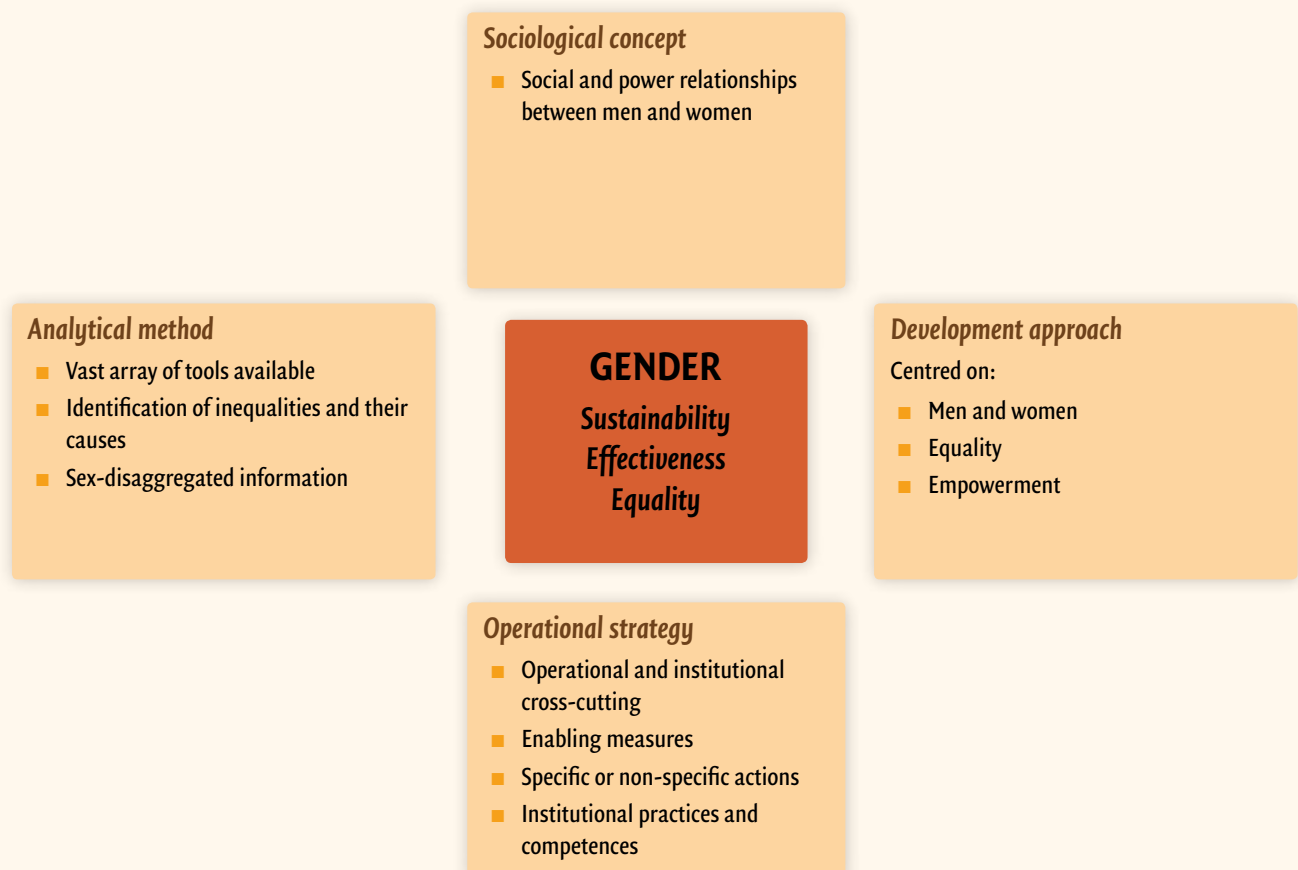 Sociological concept
■ Social and power relationships
between men and women
Analytical method
■ Vast array of tools available
■ Identification of inequalities and their
causes
■ Sex-disaggregated information
GENDER
Sustainability
Effectiveness
Equality
Development approach
Centred on:
■ Men and women
■ Equality
■ Empowerment
Operational strategy
■ Operational and institutional
cross-cutting
■ Enabling measures
■ Specific or non-specific actions
■ Institutional practices and
competences